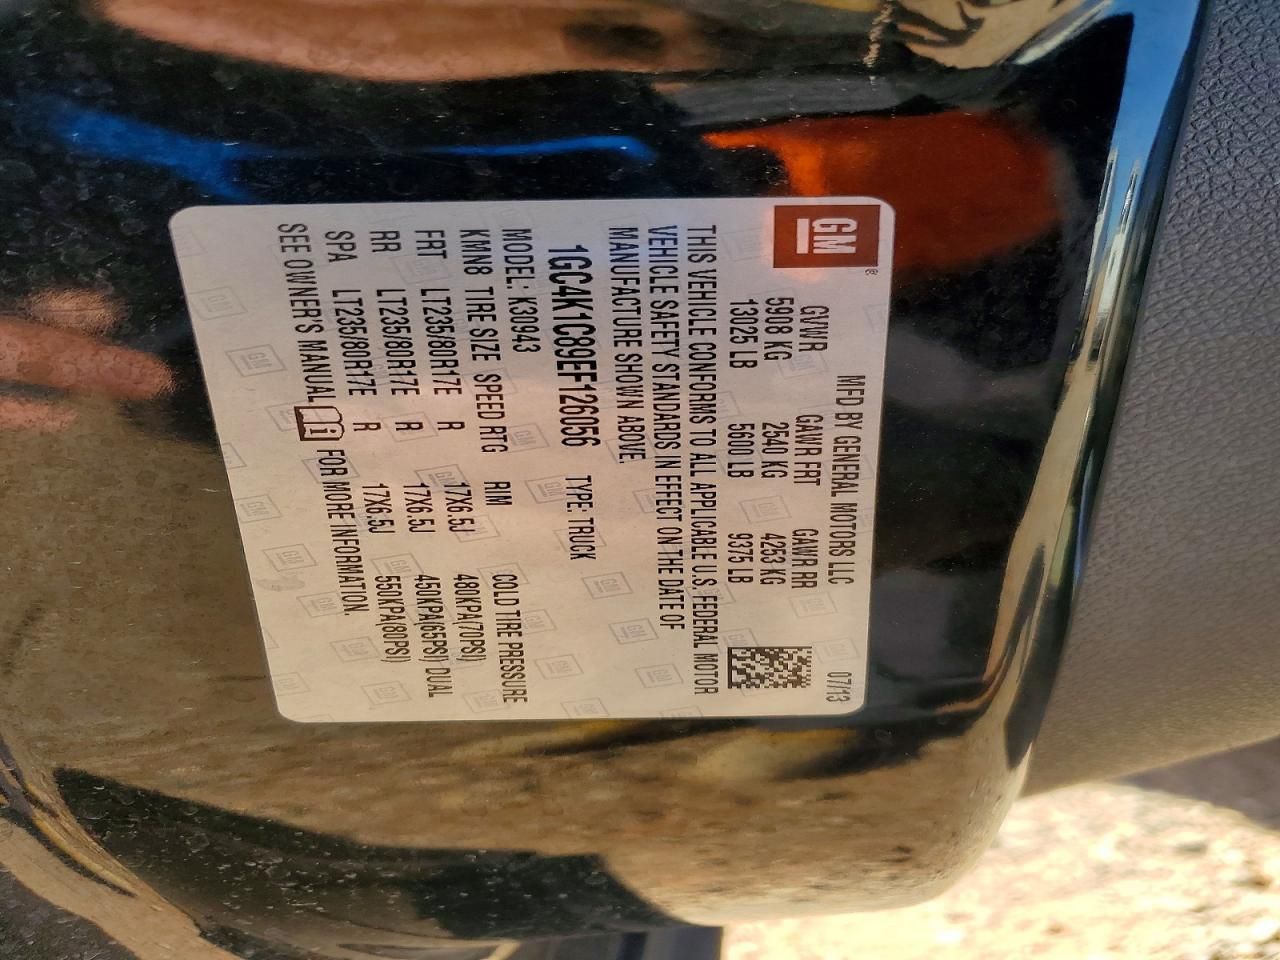 GM®
MFD BY GENERAL MOTORS LLC 07/13
GVWR GAWR FRT GAWR RR
5908 KG 2540 KG 4253 KG
13025 LB 5600 LB 9375 LB
THIS VEHICLE CONFORMS TO ALL APPLICABLE U.S. FEDERAL MOTOR
VEHICLE SAFETY STANDARDS IN EFFECT ON THE DATE OF
MANUFACTURE SHOWN ABOVE.
1GC4K1C89EF126056 TYPE: TRUCK
MODEL: K30943
KMN8 TIRE SIZE SPEED RTG RIM COLD TIRE PRESSURE
FRT LT235/80R17E R 17X6.5J 480KPA(70PSI)
RR LT235/80R17E R 17X6.5J 450KPA(65PSI) DUAL
SPA LT235/80R17E R 17X6.5J 550KPA(80PSI)
SEE OWNER'S MANUAL FOR MORE INFORMATION.